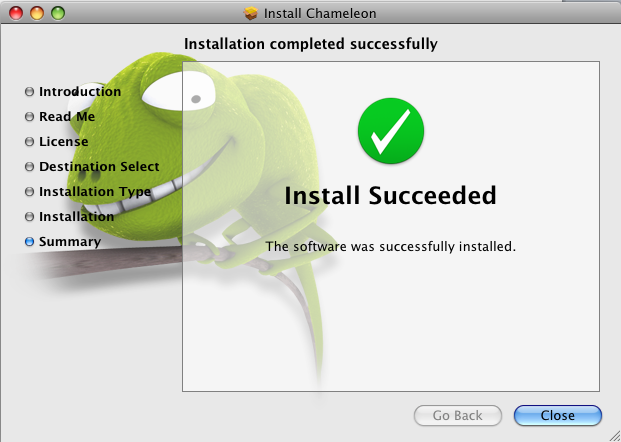 Install Chameleon
Installation completed successfully
Introduction
Read Me
License
Destination Select
Installation Type
Installation
Summary
Install Succeeded
The software was successfully installed.
Go Back
Close